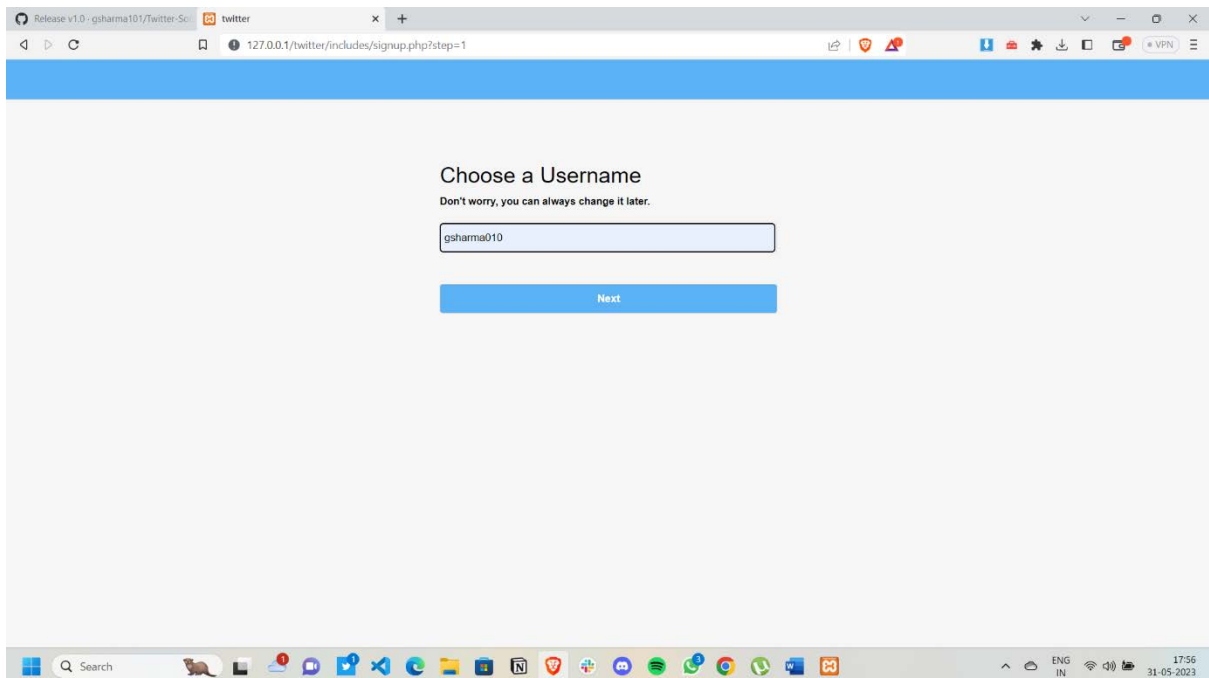 Release v1.0 · gsharma101/Twitter-So
twitter
127.0.0.1/twitter/includes/signup.php?step=1
VPN
Choose a Username
Don't worry, you can always change it later.
gsharma010
Next
Search
ENG
IN
17:56
31-05-2023